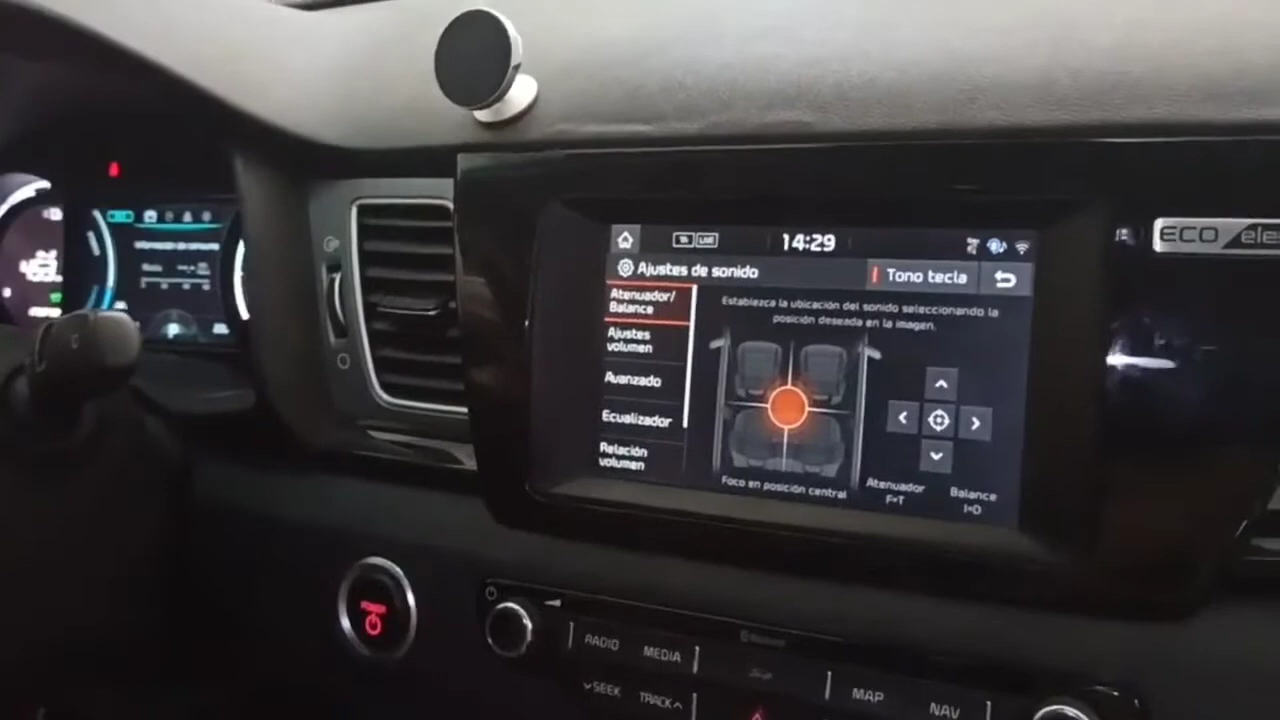 14:29
LIVE
Ajustes de sonido
Tono tecla
Atenuador/
Balance
Establezca la ubicación del sonido seleccionando la
posición deseada en la imagen.
Ajustes
volumen
Avanzado
Ecualizador
Relación
volumen
Foco en posición central
Atenuador
F=T
Balance
I=D
ECO
POWER
RADIO
MEDIA
MAP
NAV
SEEK
TRACK